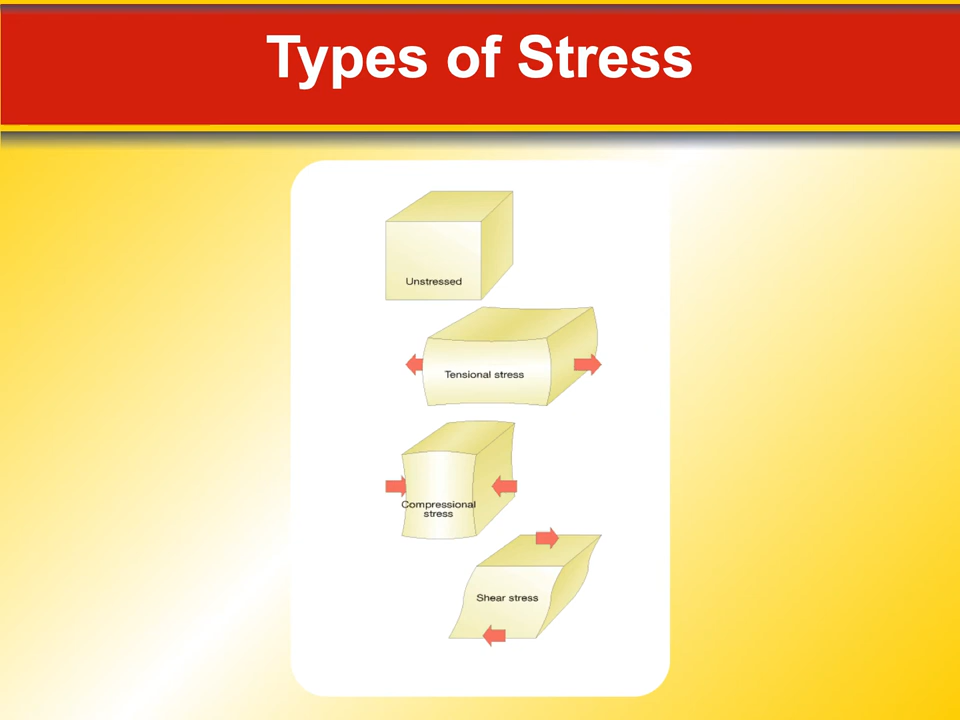 Types of Stress
Unstressed
Tensional stress
Compressional
stress
Shear stress